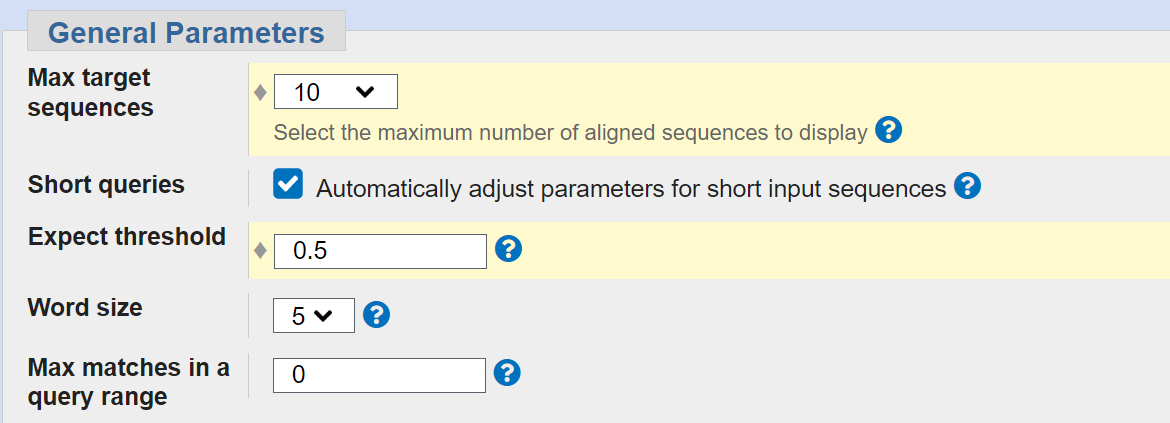 General Parameters
Max target
sequences
10
Select the maximum number of aligned sequences to display ?
Short queries
Automatically adjust parameters for short input sequences ?
Expect threshold
0.5 ?
Word size
5 ?
Max matches in a
query range
0 ?